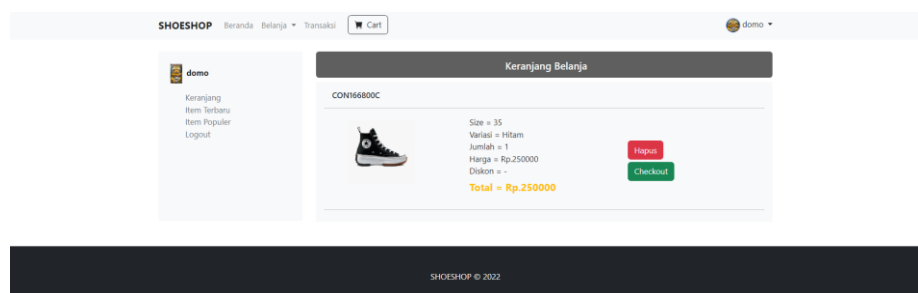 SHOESHOP Beranda Belanja Transaksi Cart domo
domo
Keranjang
Item Terbaru
Item Populer
Logout
Keranjang Belanja
CON166800C
Size = 35
Variasi = Hitam
Jumlah = 1
Harga = Rp.250000
Diskon = -
Total = Rp.250000
Hapus
Checkout
SHOESHOP © 2022